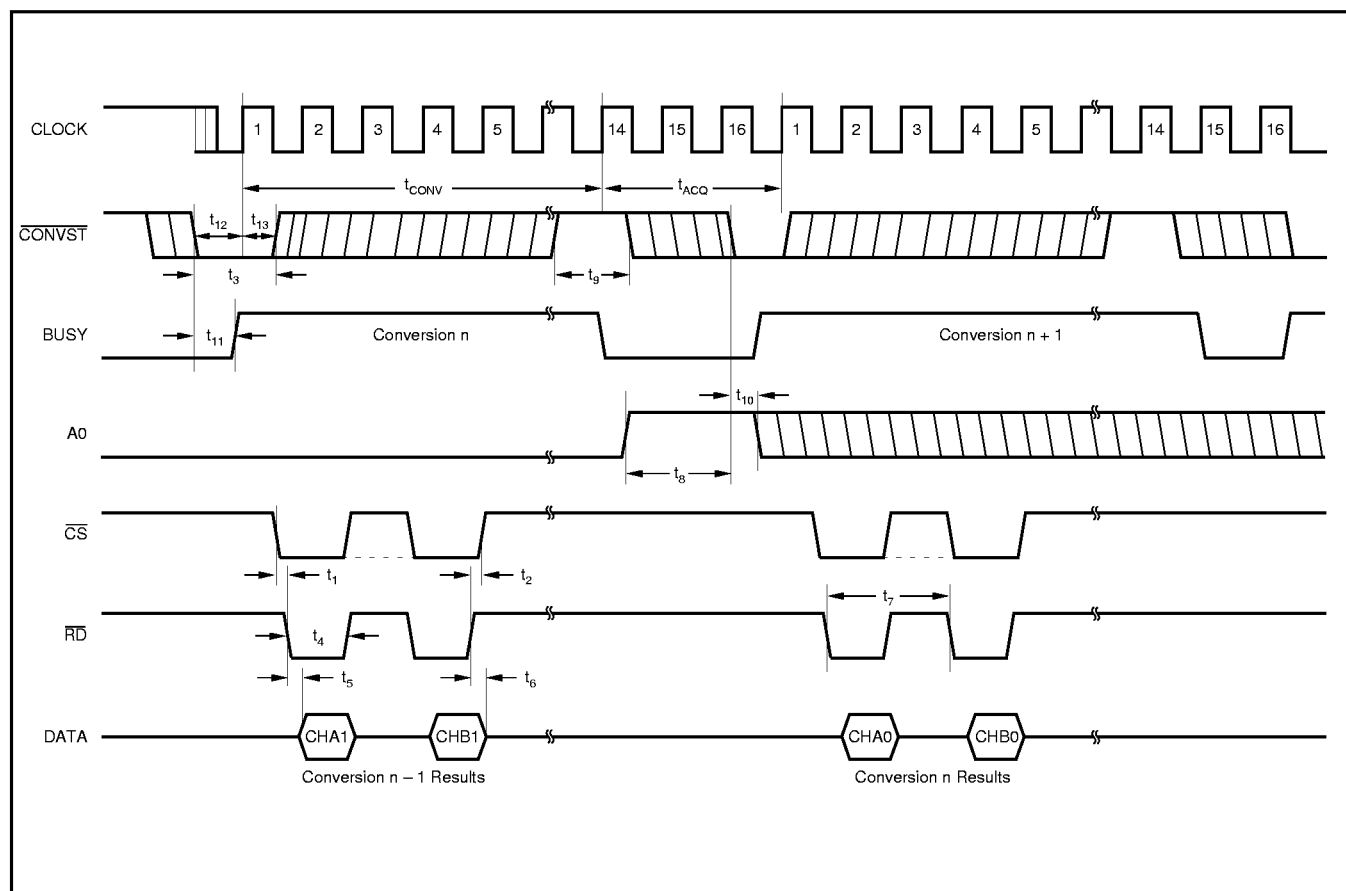 CLOCK 1 2 3 4 5 14 15 16 1 2 3 4 5 14 15 16
tCONV tACQ
CONVST t12 t13
t3 t9
BUSY t11 Conversion n Conversion n + 1
t10
A0
t8
CS
t1 t2
t7
RD t4
t5 t6
DATA CHA1 CHB1 CHA0 CHB0
Conversion n – 1 Results Conversion n Results